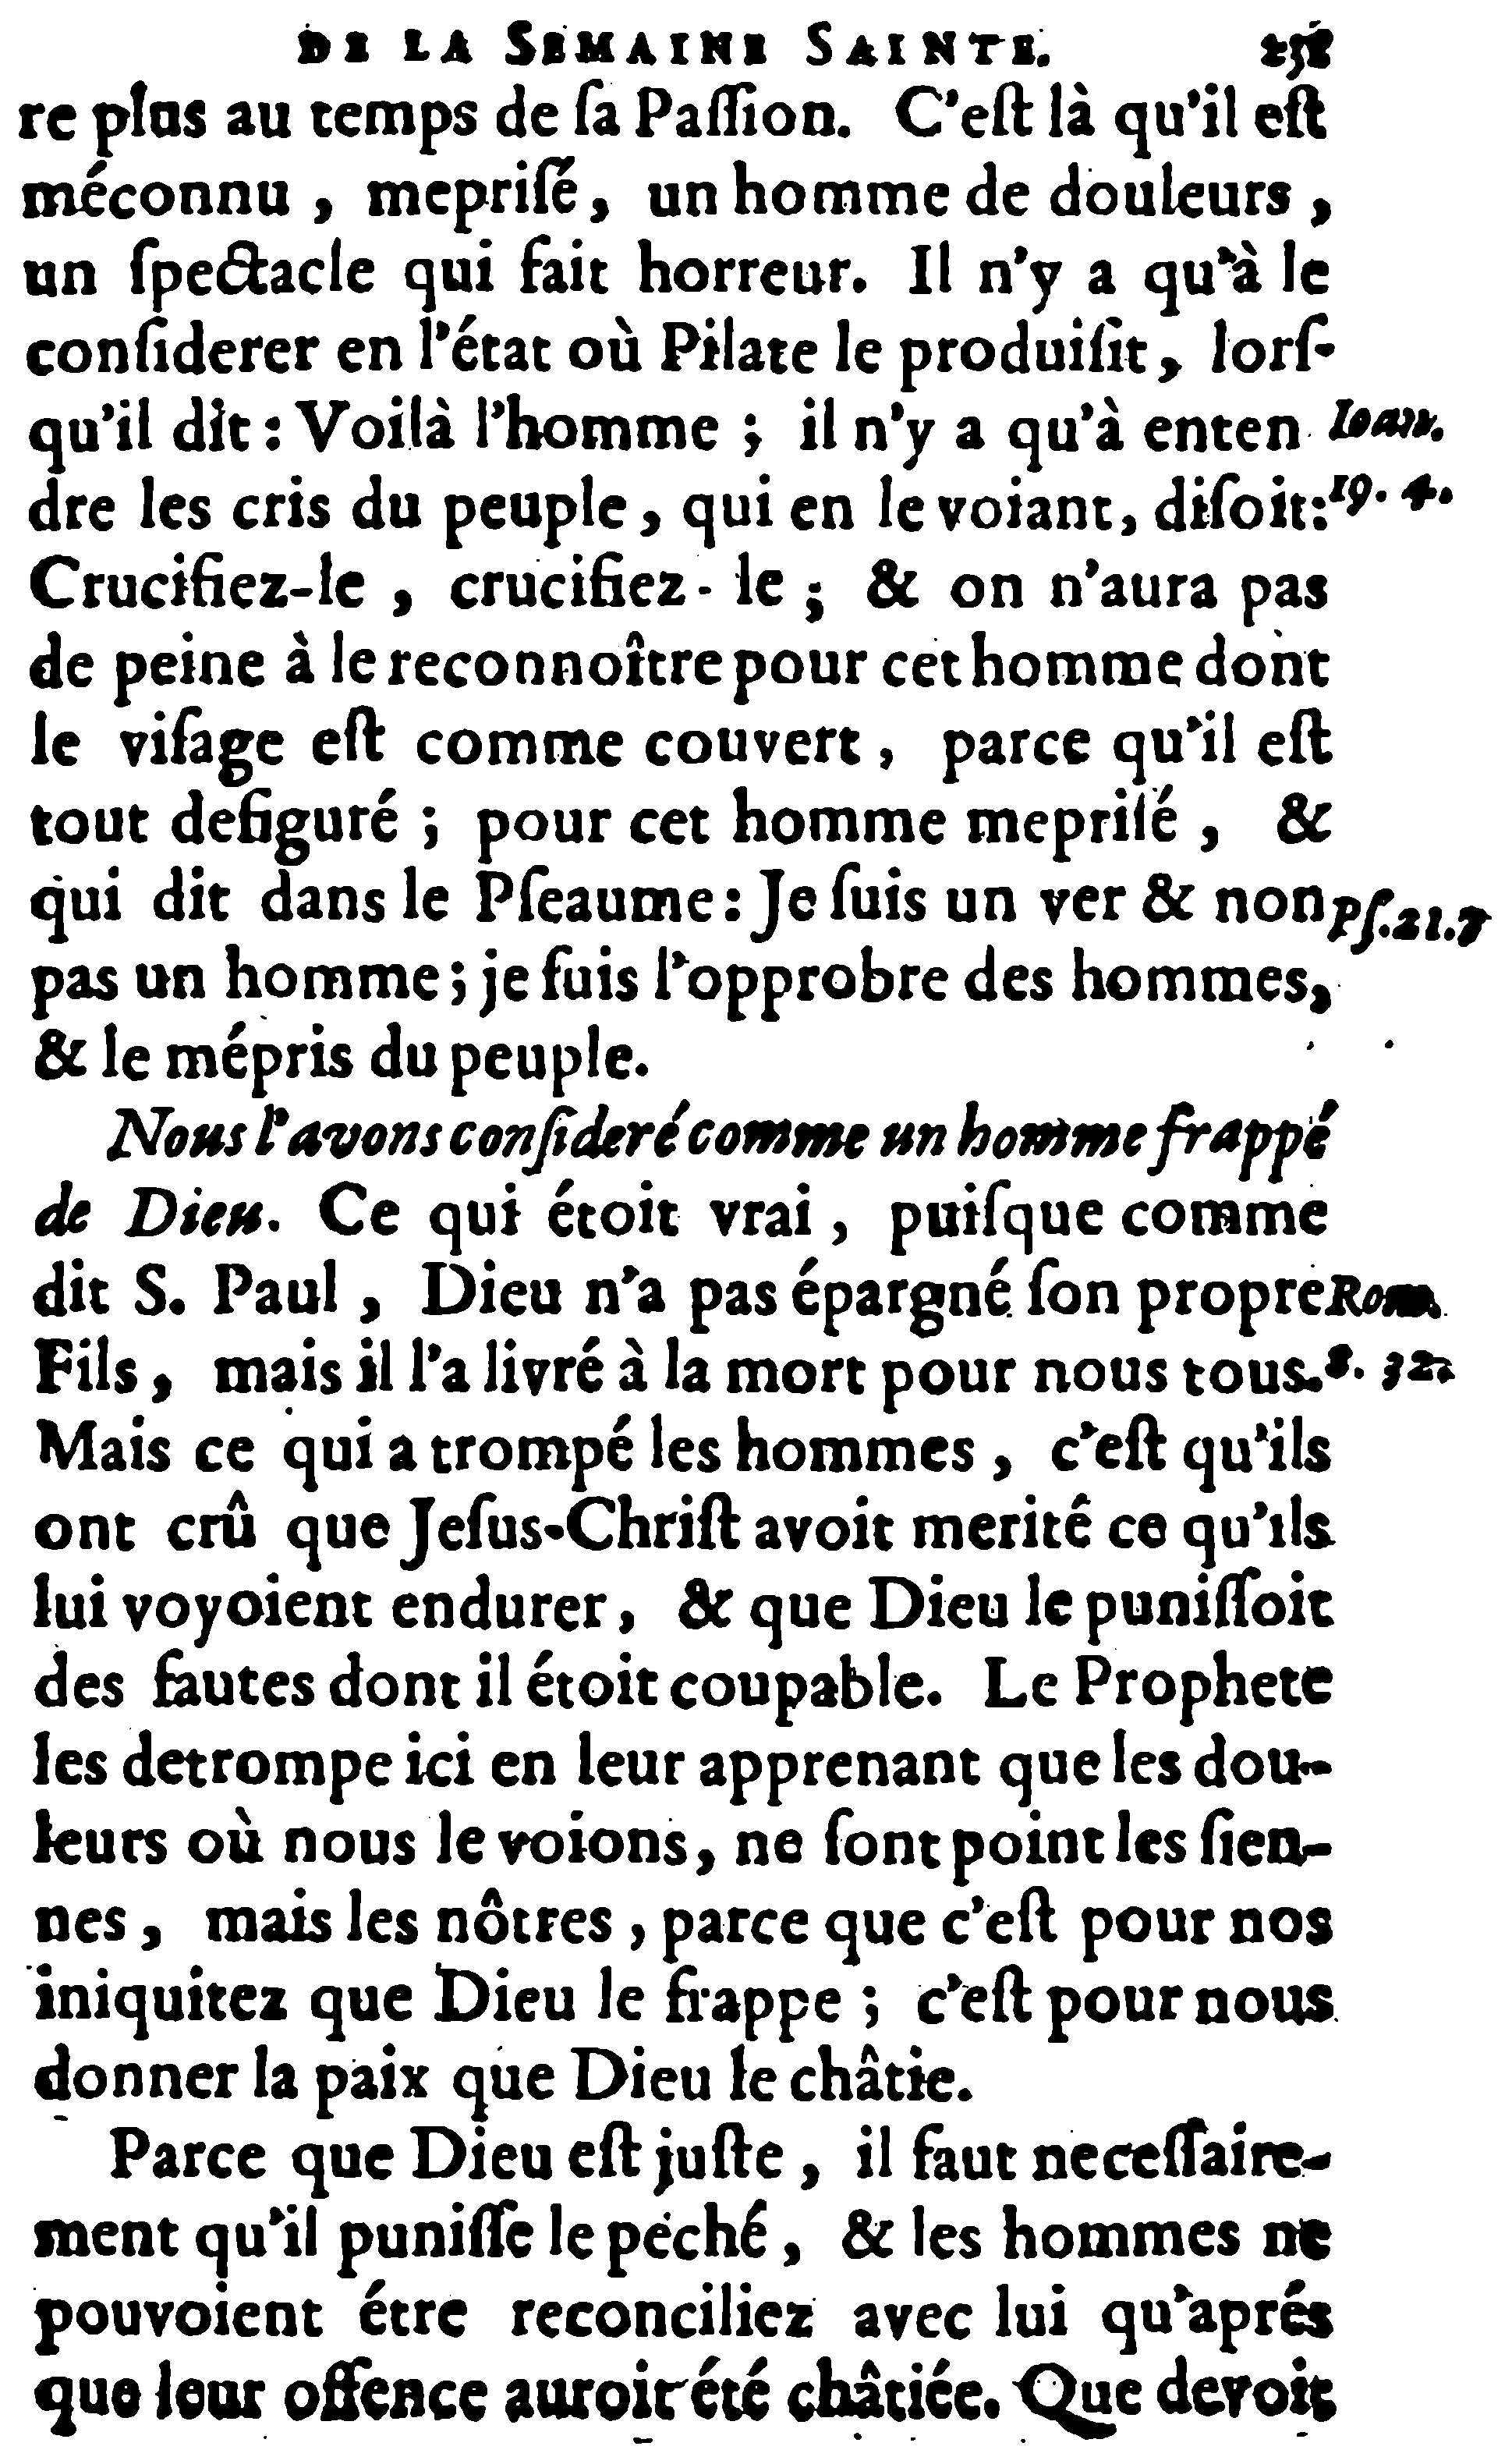 DE LA SEMAINE SAINTE.
re plus au temps de ſa Paſſion. C'eſt là qu'il eſt
méconnu, mepriſé, un homme de douleurs,
un ſpectacle qui fait horreur. Il n'y a qu'à le
conſiderer en l'état où Pilate le produiſit, lorſ-
qu'il dit: Voilà l'homme; il n'y a qu'à enten Ioan.
dre les cris du peuple, qui en le voiant, diſoit: 19. 4.
Crucifiez-le, crucifiez-le; & on n'aura pas
de peine à le reconnoître pour cet homme dont
le viſage eſt comme couvert, parce qu'il eſt
tout defiguré; pour cet homme mepriſé, &
qui dit dans le Pſeaume: Je ſuis un ver & non Pſ. 21. 7
pas un homme; je ſuis l'opprobre des hommes,
& le mépris du peuple.
Nous l'avons conſideré comme un homme frappé
de Dieu. Ce qui étoit vrai, puiſque comme
dit S. Paul, Dieu n'a pas épargné ſon propre Rom.
Fils, mais il l'a livré à la mort pour nous tous. 8. 32.
Mais ce qui a trompé les hommes, c'eſt qu'ils
ont crû que Jeſus-Chriſt avoit merité ce qu'ils
lui voyoient endurer, & que Dieu le puniſſoit
des fautes dont il étoit coupable. Le Prophete
les detrompe ici en leur apprenant que les dou-
leurs où nous le voions, ne ſont point les ſien-
nes, mais les nôtres, parce que c'eſt pour nos
iniquitez que Dieu le frappe; c'eſt pour nous
donner la paix que Dieu le châtie.
Parce que Dieu eſt juſte, il faut neceſſaire-
ment qu'il puniſſe le péché, & les hommes ne
pouvoient étre reconciliez avec lui qu'aprés
que leur offence auroit été châtiée. Que devoit